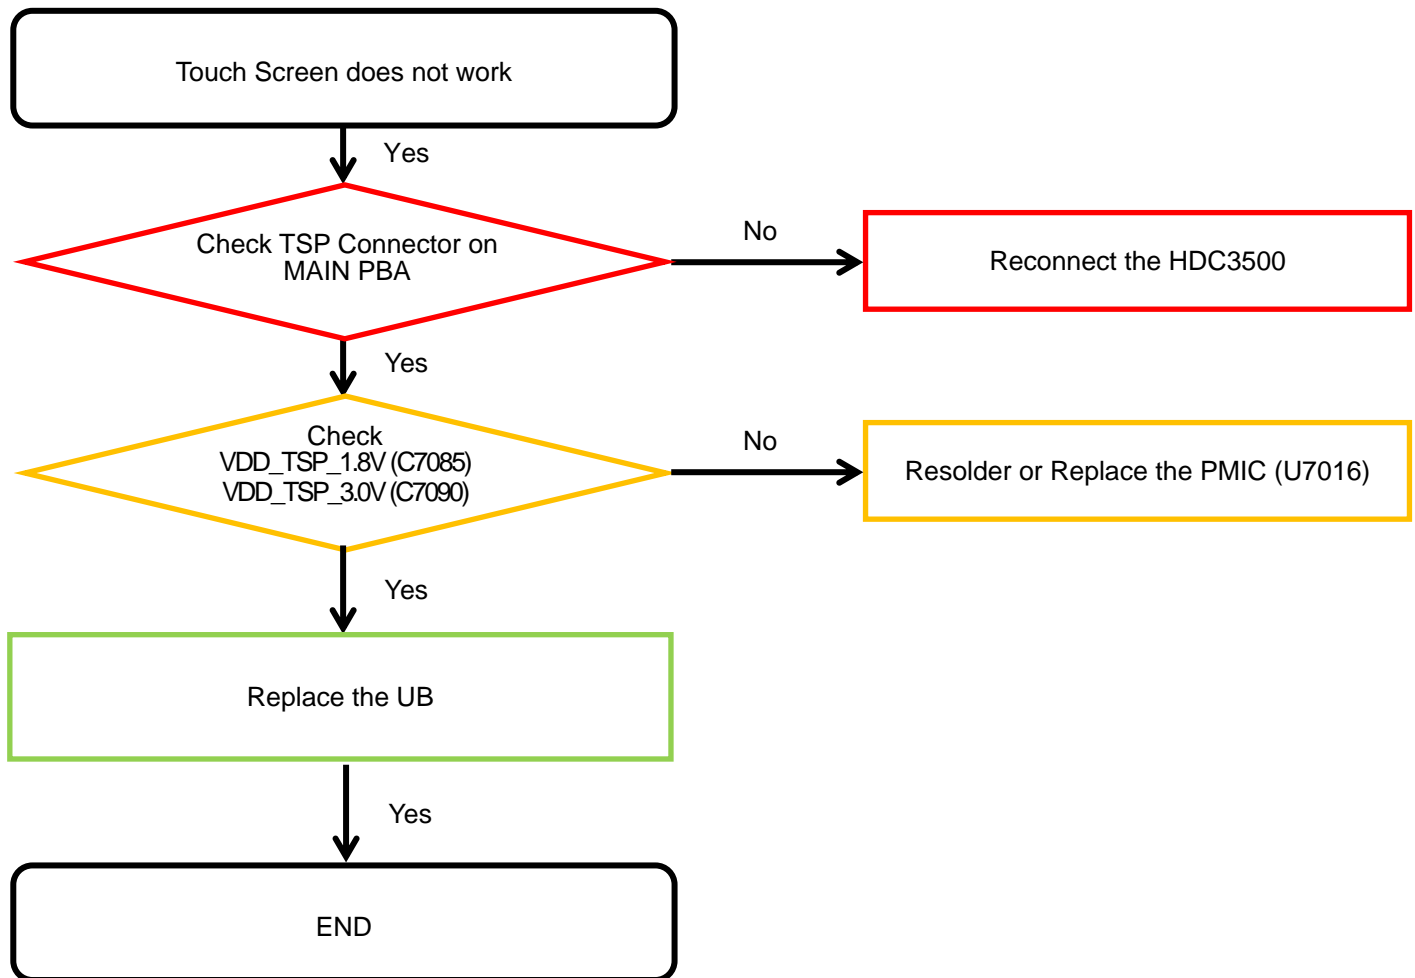 Touch Screen does not work
Yes
Check TSP Connector on
MAIN PBA
No
Reconnect the HDC3500
Yes
Check
VDD_TSP_1.8V (C7085)
VDD_TSP_3.0V (C7090)
No
Resolder or Replace the PMIC (U7016)
Yes
Replace the UB
Yes
END